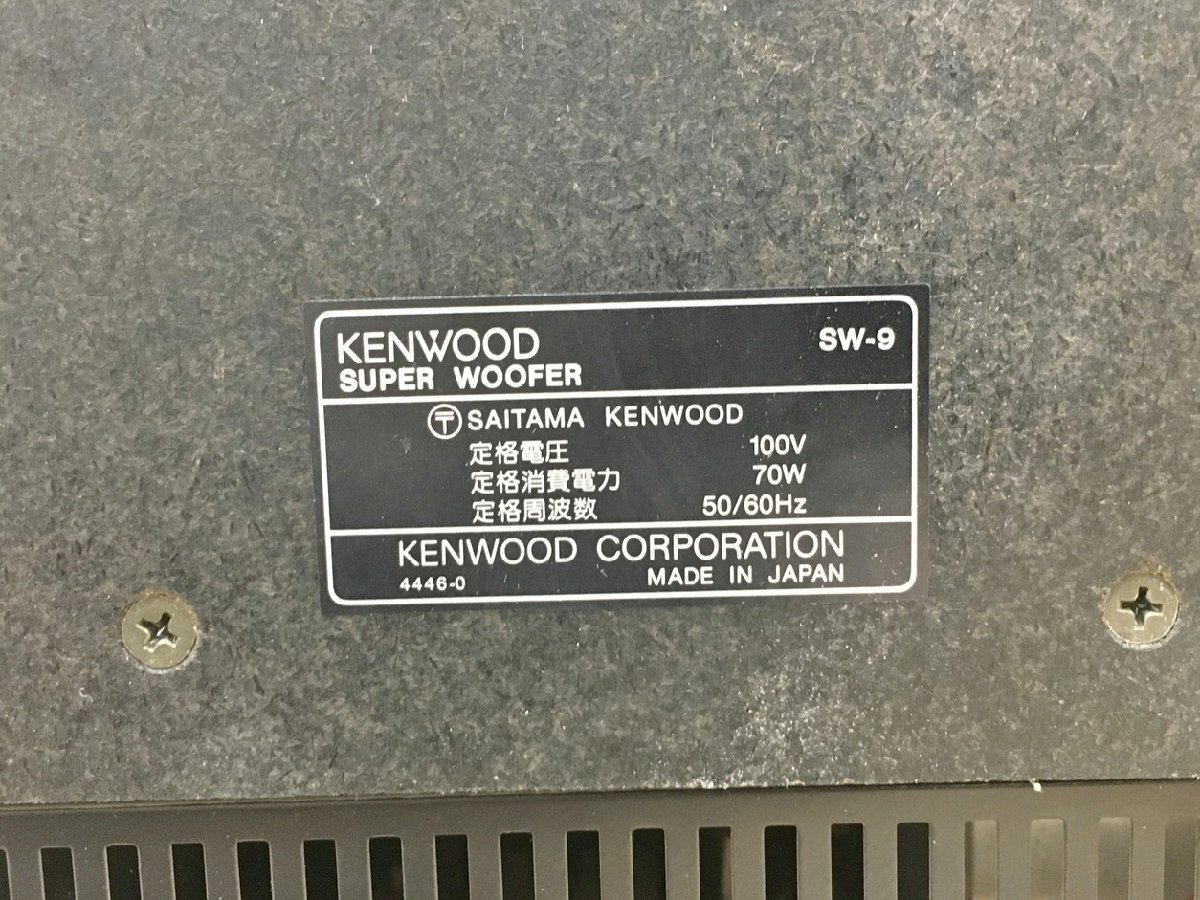 KENWOOD SW-9
SUPER WOOFER
〶 SAITAMA KENWOOD
定格電圧 100V
定格消費電力 70W
定格周波数 50/60Hz
KENWOOD CORPORATION
4446-0 MADE IN JAPAN